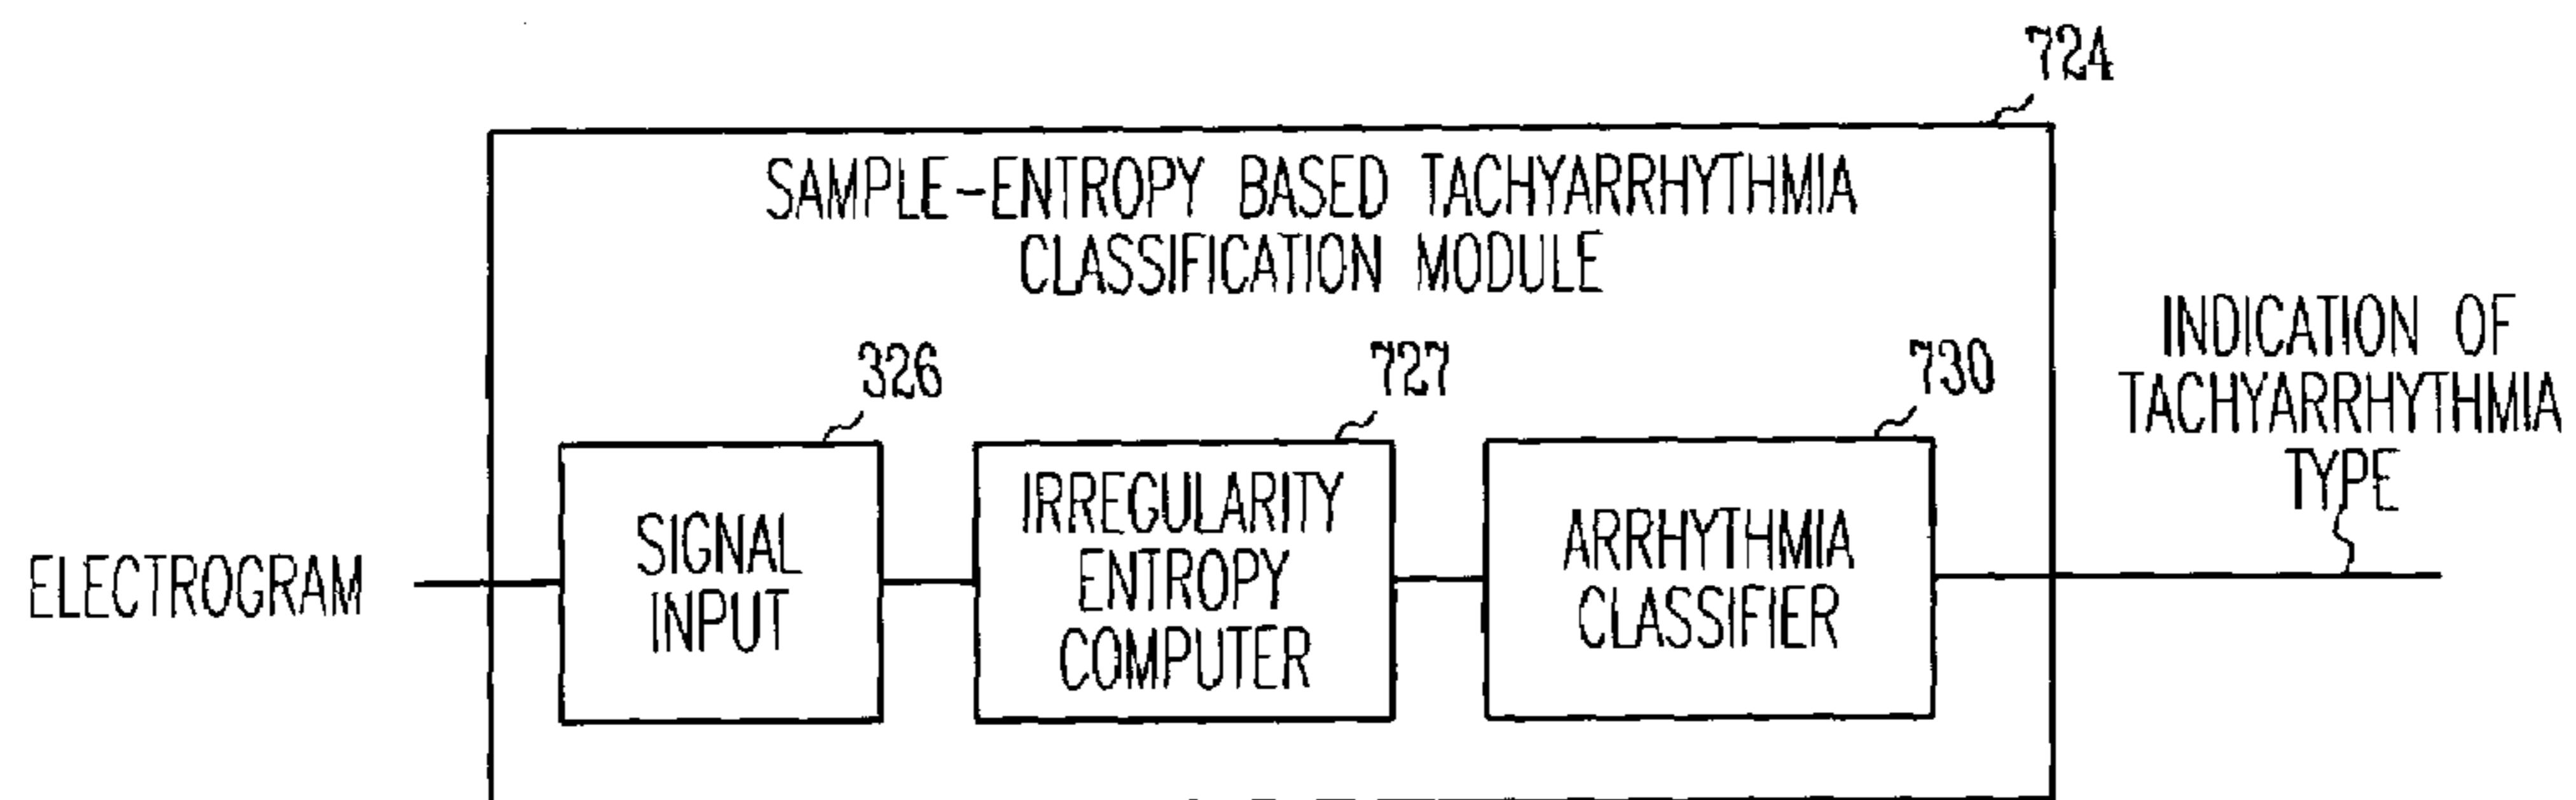 724
SAMPLE-ENTROPY BASED TACHYARRHYTHMIA
CLASSIFICATION MODULE
326
727
730
ELECTROGRAM
SIGNAL
INPUT
IRREGULARITY
ENTROPY
COMPUTER
ARRHYTHMIA
CLASSIFIER
INDICATION OF
TACHYARRHYTHMIA
TYPE